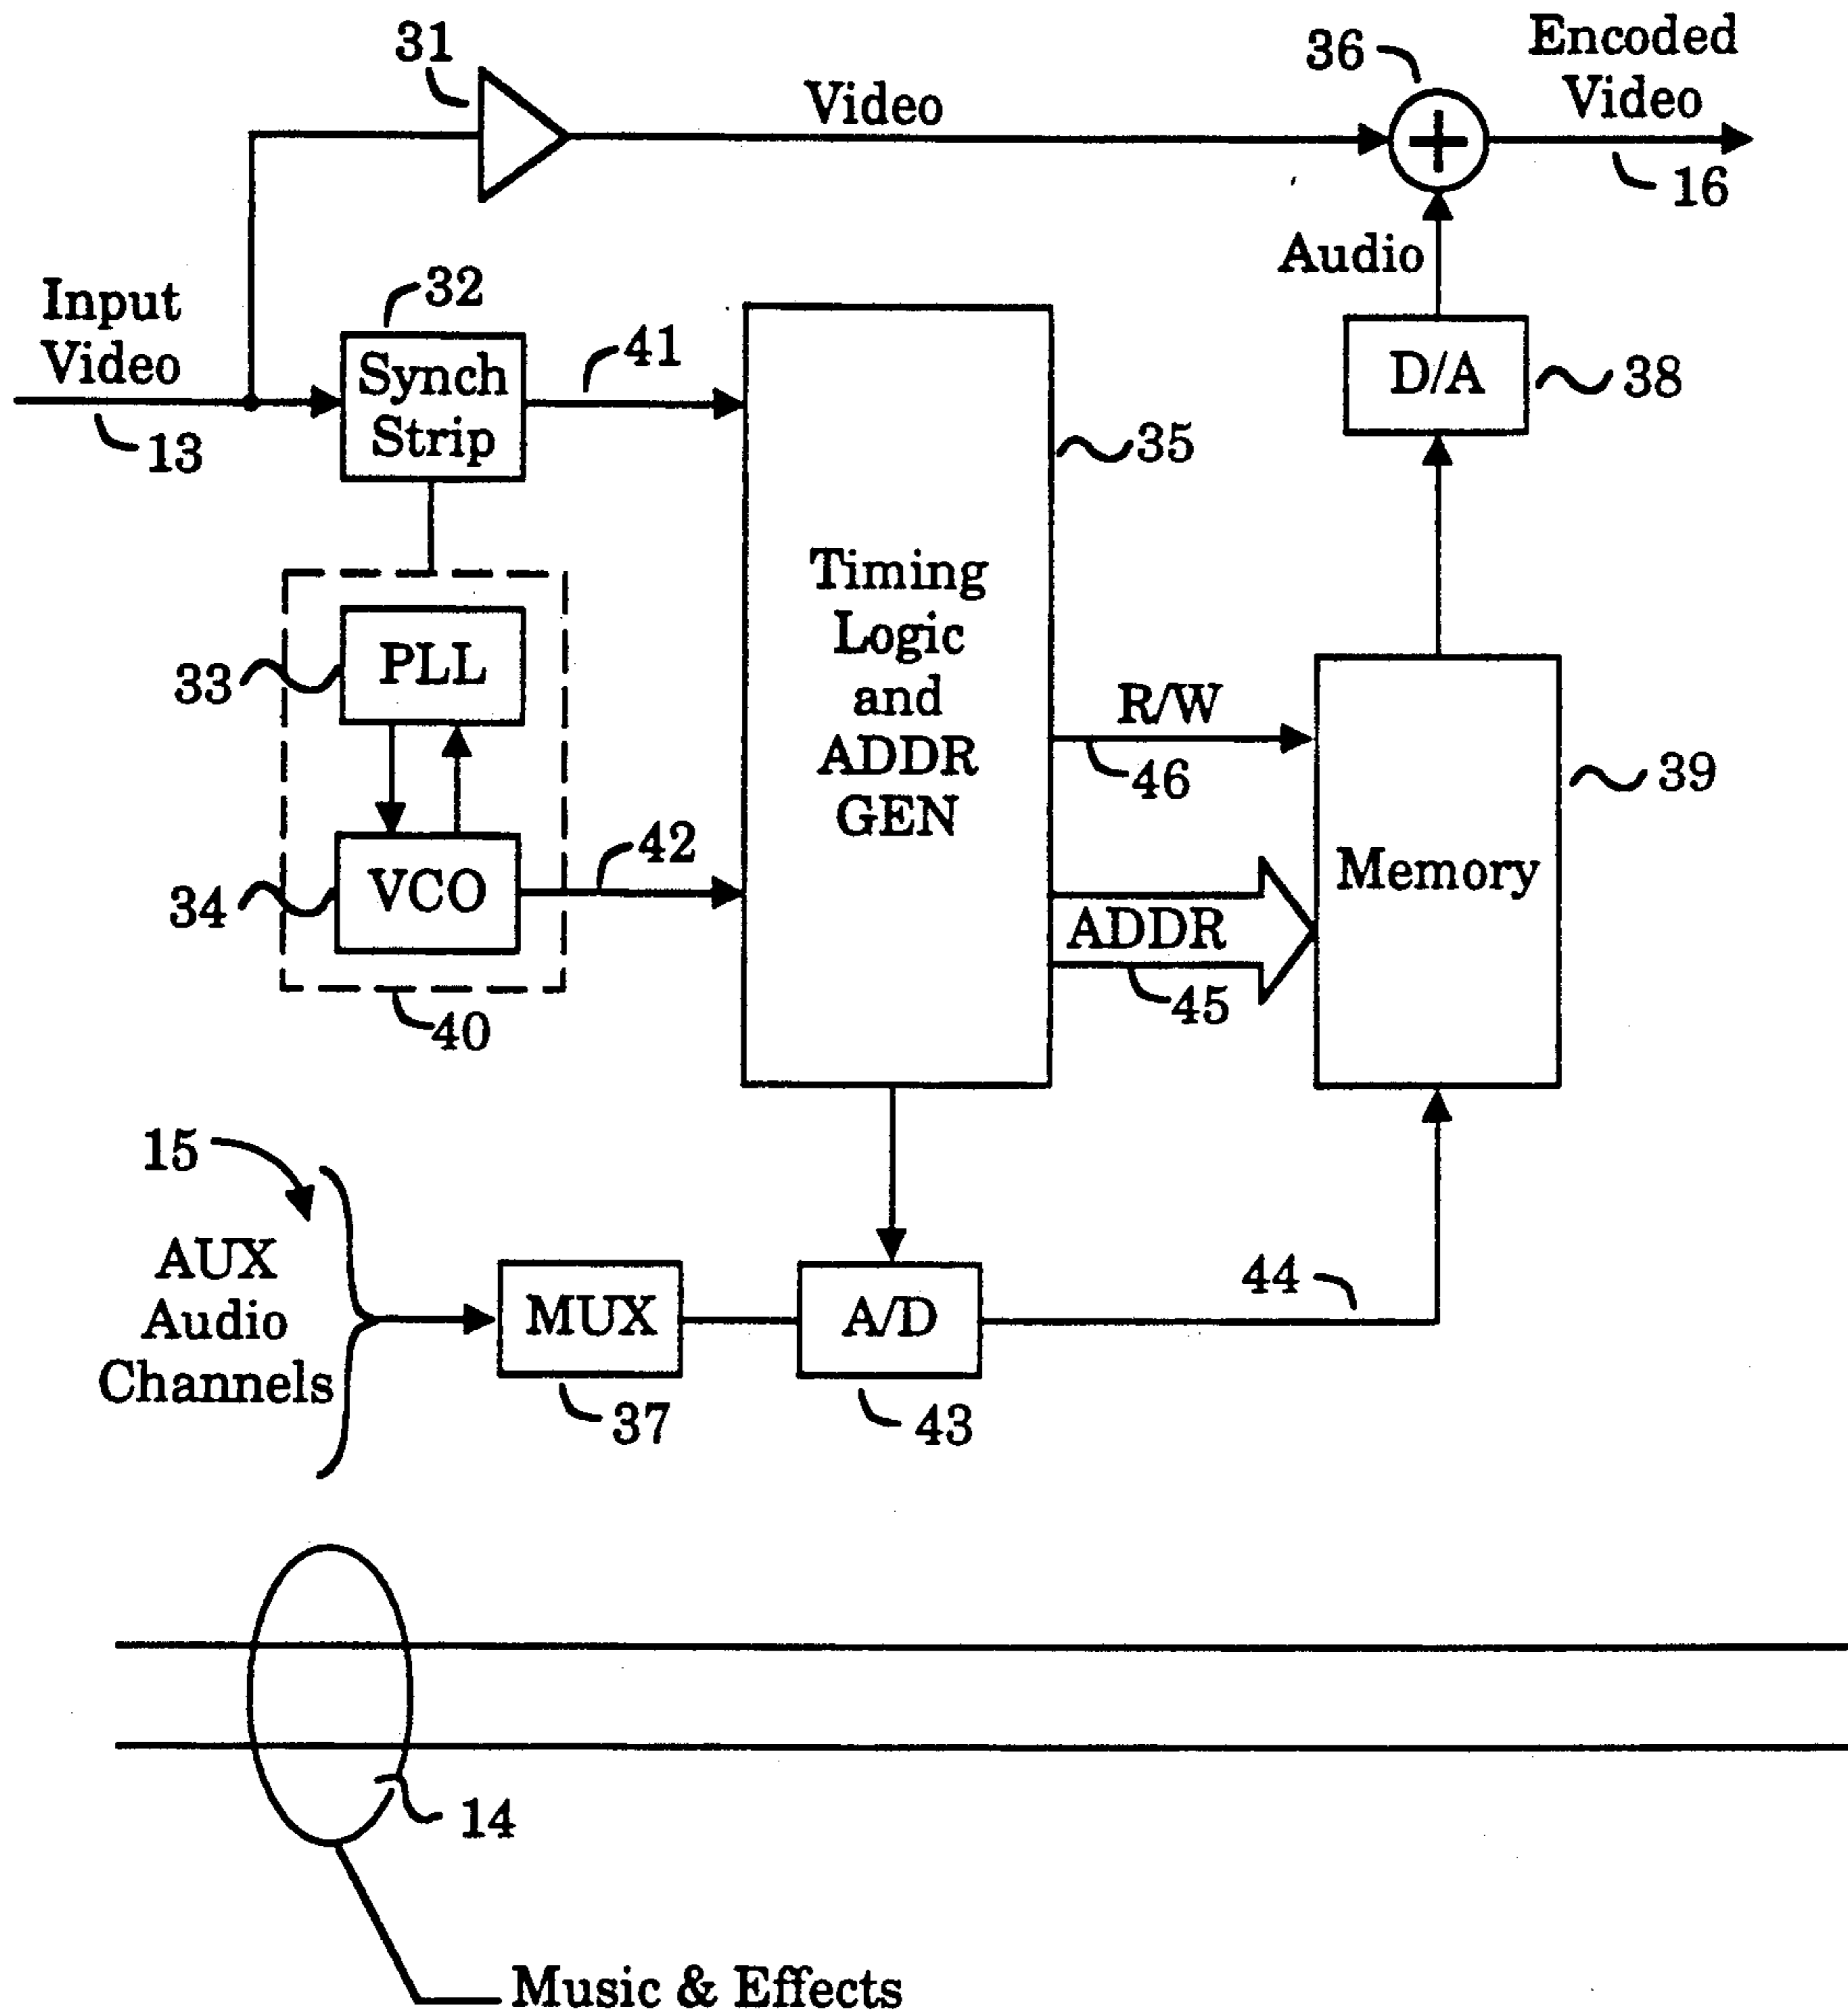 31
Video
36
Encoded
Video
16
Audio
Input
Video
13
32
Synch
Strip
41
D/A
38
35
Timing
Logic
and
ADDR
GEN
33
PLL
34
VCO
42
40
R/W
46
ADDR
45
Memory
39
15
AUX
Audio
Channels
MUX
37
A/D
43
44
14
Music & Effects